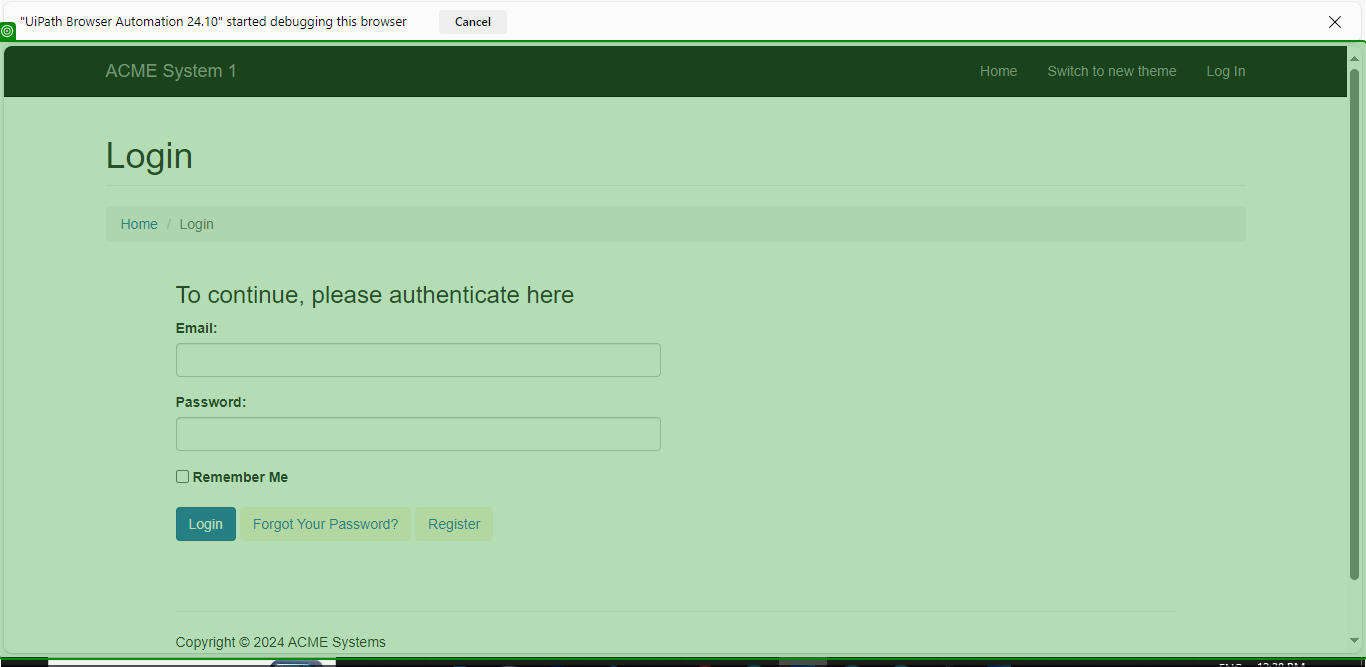 "UiPath Browser Automation 24.10" started debugging this browser Cancel
ACME System 1 Home Switch to new theme Log In
Login
Home / Login
To continue, please authenticate here
Email:
Password:
Remember Me
Login Forgot Your Password? Register
Copyright © 2024 ACME Systems